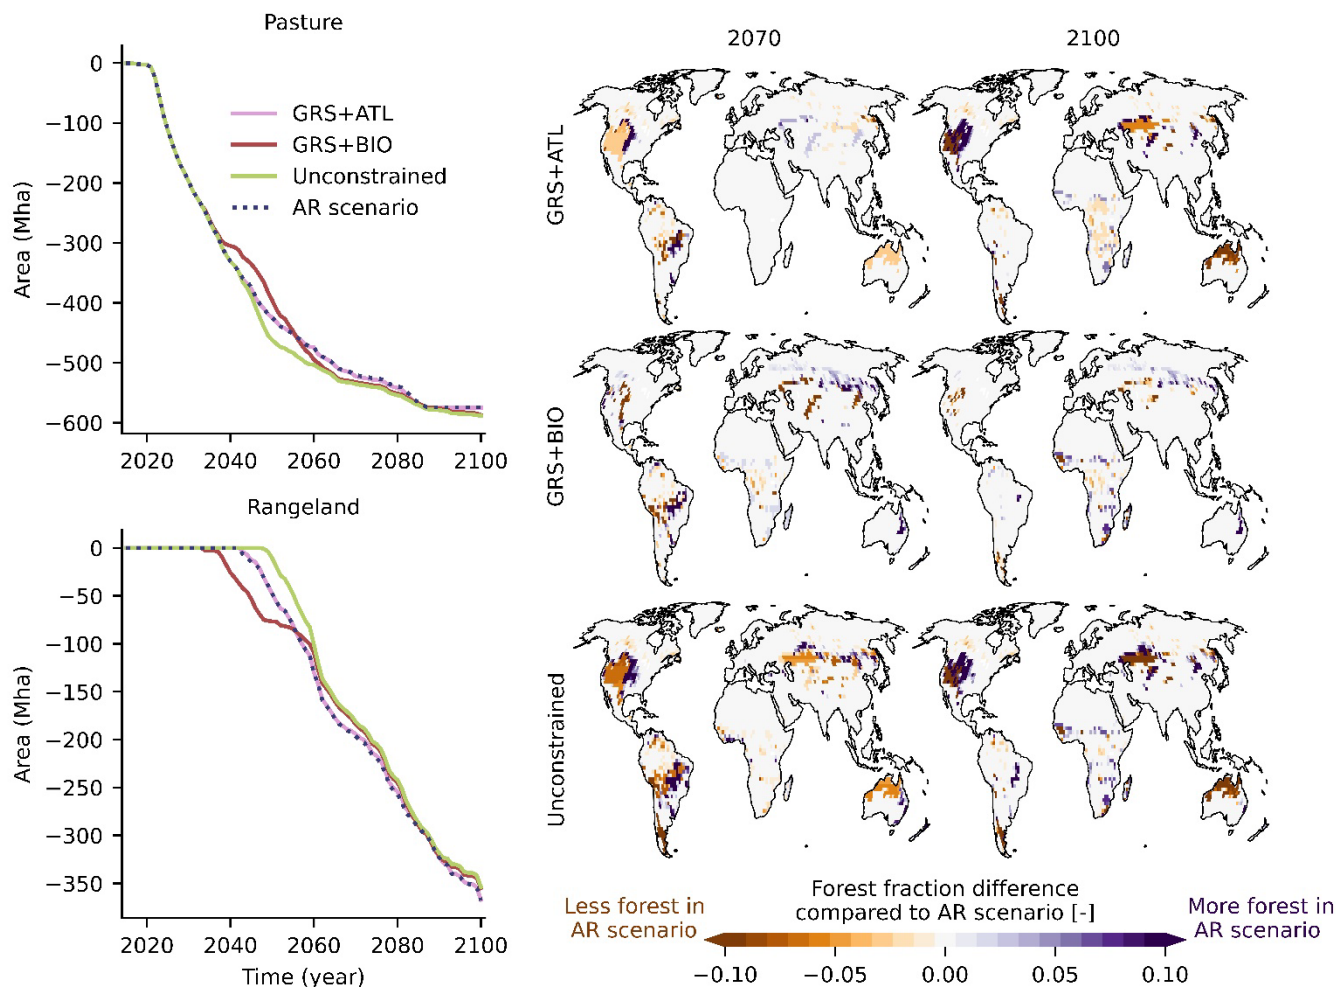 Pasture
0
−100
−200
−300
−400
−500
−600
Area (Mha)
GRS+ATL
GRS+BIO
Unconstrained
AR scenario
2020 2040 2060 2080 2100
Rangeland
0
−50
−100
−150
−200
−250
−300
−350
Area (Mha)
2020 2040 2060 2080 2100
Time (year)
2070 2100
GRS+ATL
GRS+BIO
Unconstrained
Forest fraction difference
compared to AR scenario [-]
Less forest in
AR scenario
More forest in
AR scenario
−0.10 −0.05 0.00 0.05 0.10